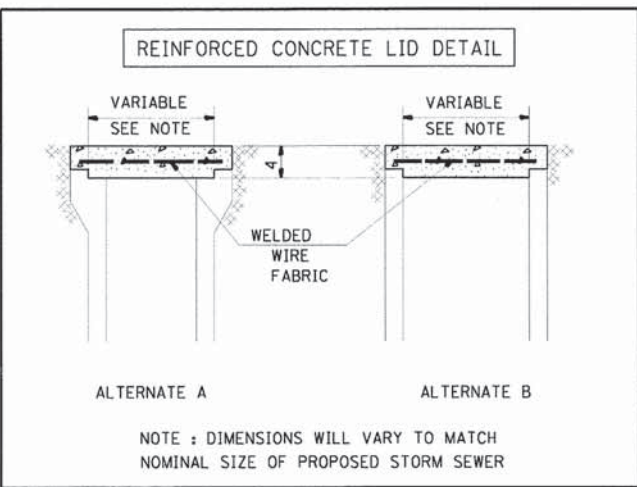 REINFORCED CONCRETE LID DETAIL
VARIABLE
SEE NOTE
VARIABLE
SEE NOTE
4
WELDED
WIRE
FABRIC
ALTERNATE A
ALTERNATE B
NOTE : DIMENSIONS WILL VARY TO MATCH
NOMINAL SIZE OF PROPOSED STORM SEWER